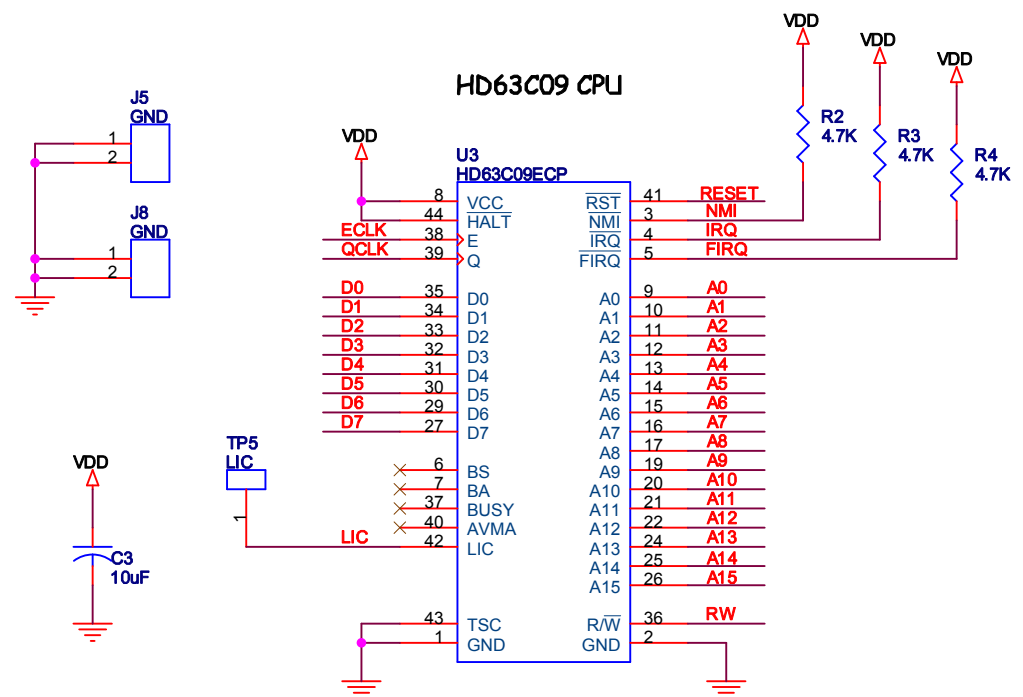 HD63C09 CPU
J5
GND
1
2
J8
GND
1
2
VDD
VDD
VDD
VDD
R2
4.7K
R3
4.7K
R4
4.7K
U3
HD63C09ECP
8 VCC
44 HALT
ECLK 38 E
QCLK 39 Q
D0 35 D0
D1 34 D1
D2 33 D2
D3 32 D3
D4 31 D4
D5 30 D5
D6 29 D6
D7 27 D7
6 BS
7 BA
37 BUSY
40 AVMA
LIC 42 LIC
43 TSC
1 GND
RST 41 RESET
NMI 3 NMI
IRQ 4 IRQ
FIRQ 5 FIRQ
A0 9 A0
A1 10 A1
A2 11 A2
A3 12 A3
A4 13 A4
A5 14 A5
A6 15 A6
A7 16 A7
A8 17 A8
A9 19 A9
A10 20 A10
A11 21 A11
A12 22 A12
A13 24 A13
A14 25 A14
A15 26 A15
R/W 36 RW
GND 2
TP5
LIC
1
VDD
C3
10uF